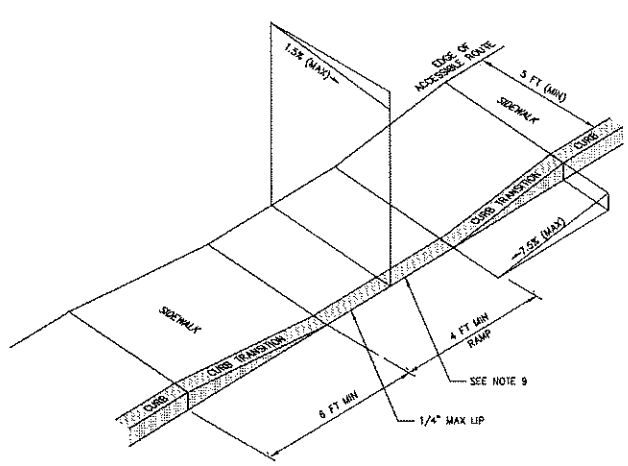 1.5% (MAX)
EDGE OF
ACCESSIBLE ROUTE
5 FT (MIN)
SIDEWALK
CURB
CURB TRANSITION
7.5% (MAX)
SIDEWALK
CURB TRANSITION
CURB
4 FT MIN
RAMP
6 FT MIN
SEE NOTE 9
1/4" MAX LIP